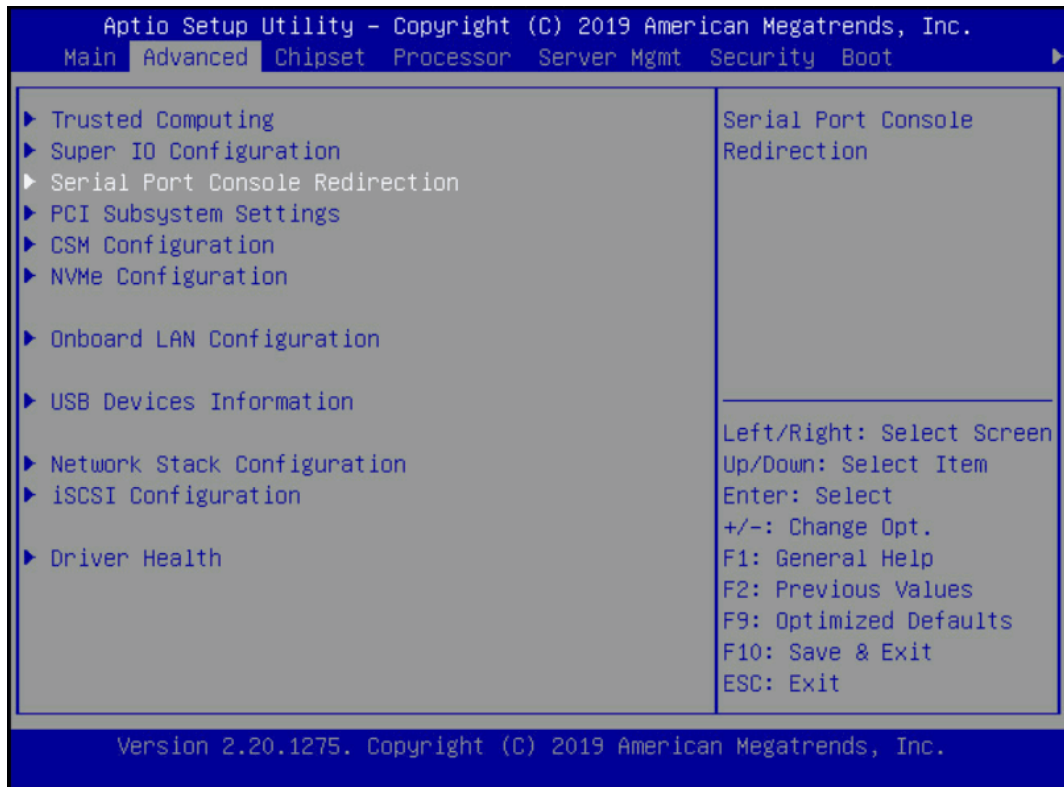 Aptio Setup Utility – Copyright (C) 2019 American Megatrends, Inc.
Main Advanced Chipset Processor Server Mgmt Security Boot
Trusted Computing
Super IO Configuration
Serial Port Console Redirection
PCI Subsystem Settings
CSM Configuration
NVMe Configuration
Onboard LAN Configuration
USB Devices Information
Network Stack Configuration
iSCSI Configuration
Driver Health
Serial Port Console
Redirection
Left/Right: Select Screen
Up/Down: Select Item
Enter: Select
+/-: Change Opt.
F1: General Help
F2: Previous Values
F9: Optimized Defaults
F10: Save & Exit
ESC: Exit
Version 2.20.1275. Copyright (C) 2019 American Megatrends, Inc.